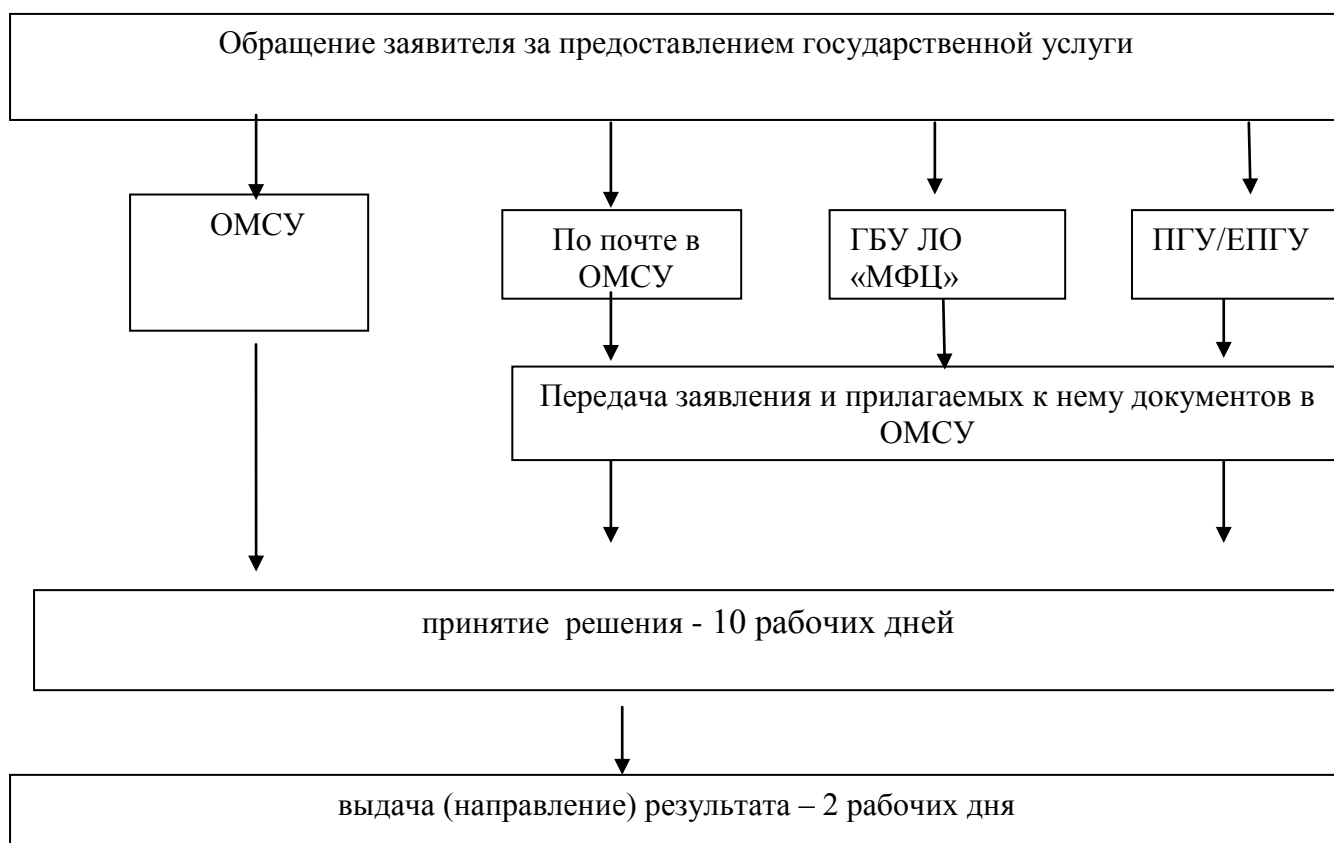 Обращение заявителя за предоставлением государственной услуги
ОМСУ
По почте в
ОМСУ
ГБУ ЛО
«МФЦ»
ПГУ/ЕПГУ
Передача заявления и прилагаемых к нему документов в
ОМСУ
принятие решения - 10 рабочих дней
выдача (направление) результата – 2 рабочих дня